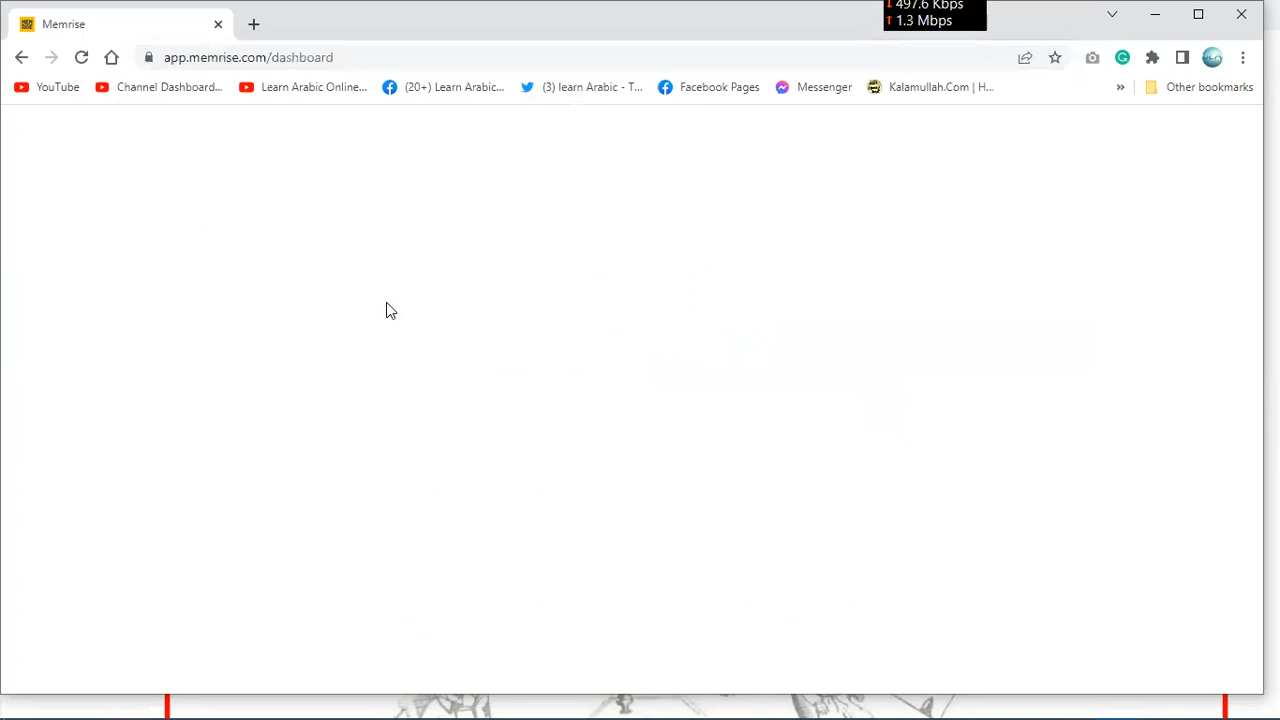 497.6 Kbps
1.3 Mbps
Memrise
app.memrise.com/dashboard
YouTube
Channel Dashboard...
Learn Arabic Online...
(20+) Learn Arabic...
(3) learn Arabic - T...
Facebook Pages
Messenger
Kalamullah.Com | H...
»
Other bookmarks